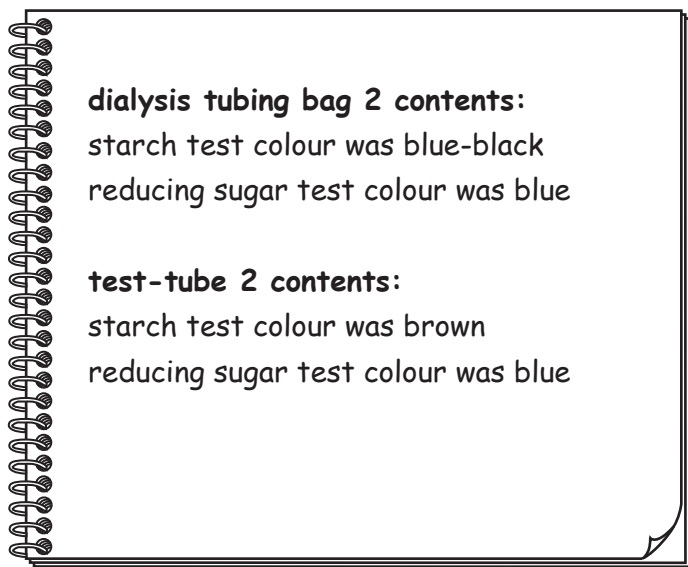 dialysis tubing bag 2 contents:
starch test colour was blue-black
reducing sugar test colour was blue
test-tube 2 contents:
starch test colour was brown
reducing sugar test colour was blue